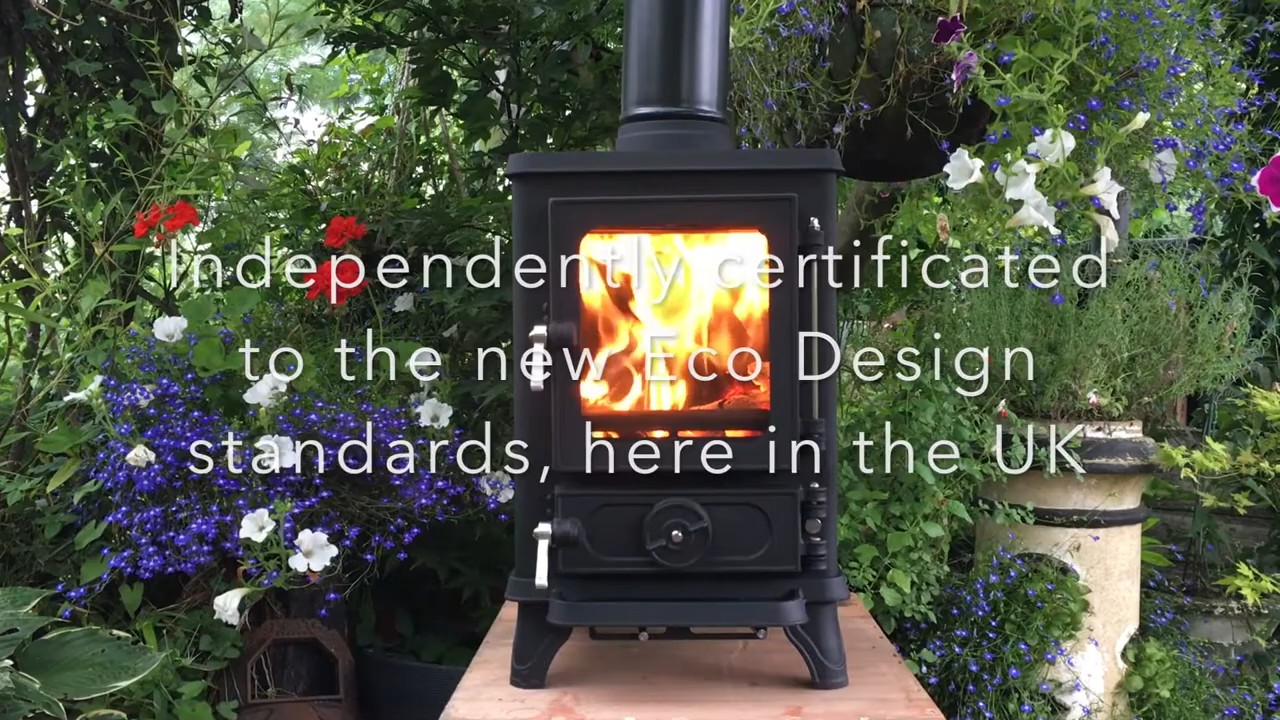 Independently certificated
to the new Eco Design
standards, here in the UK